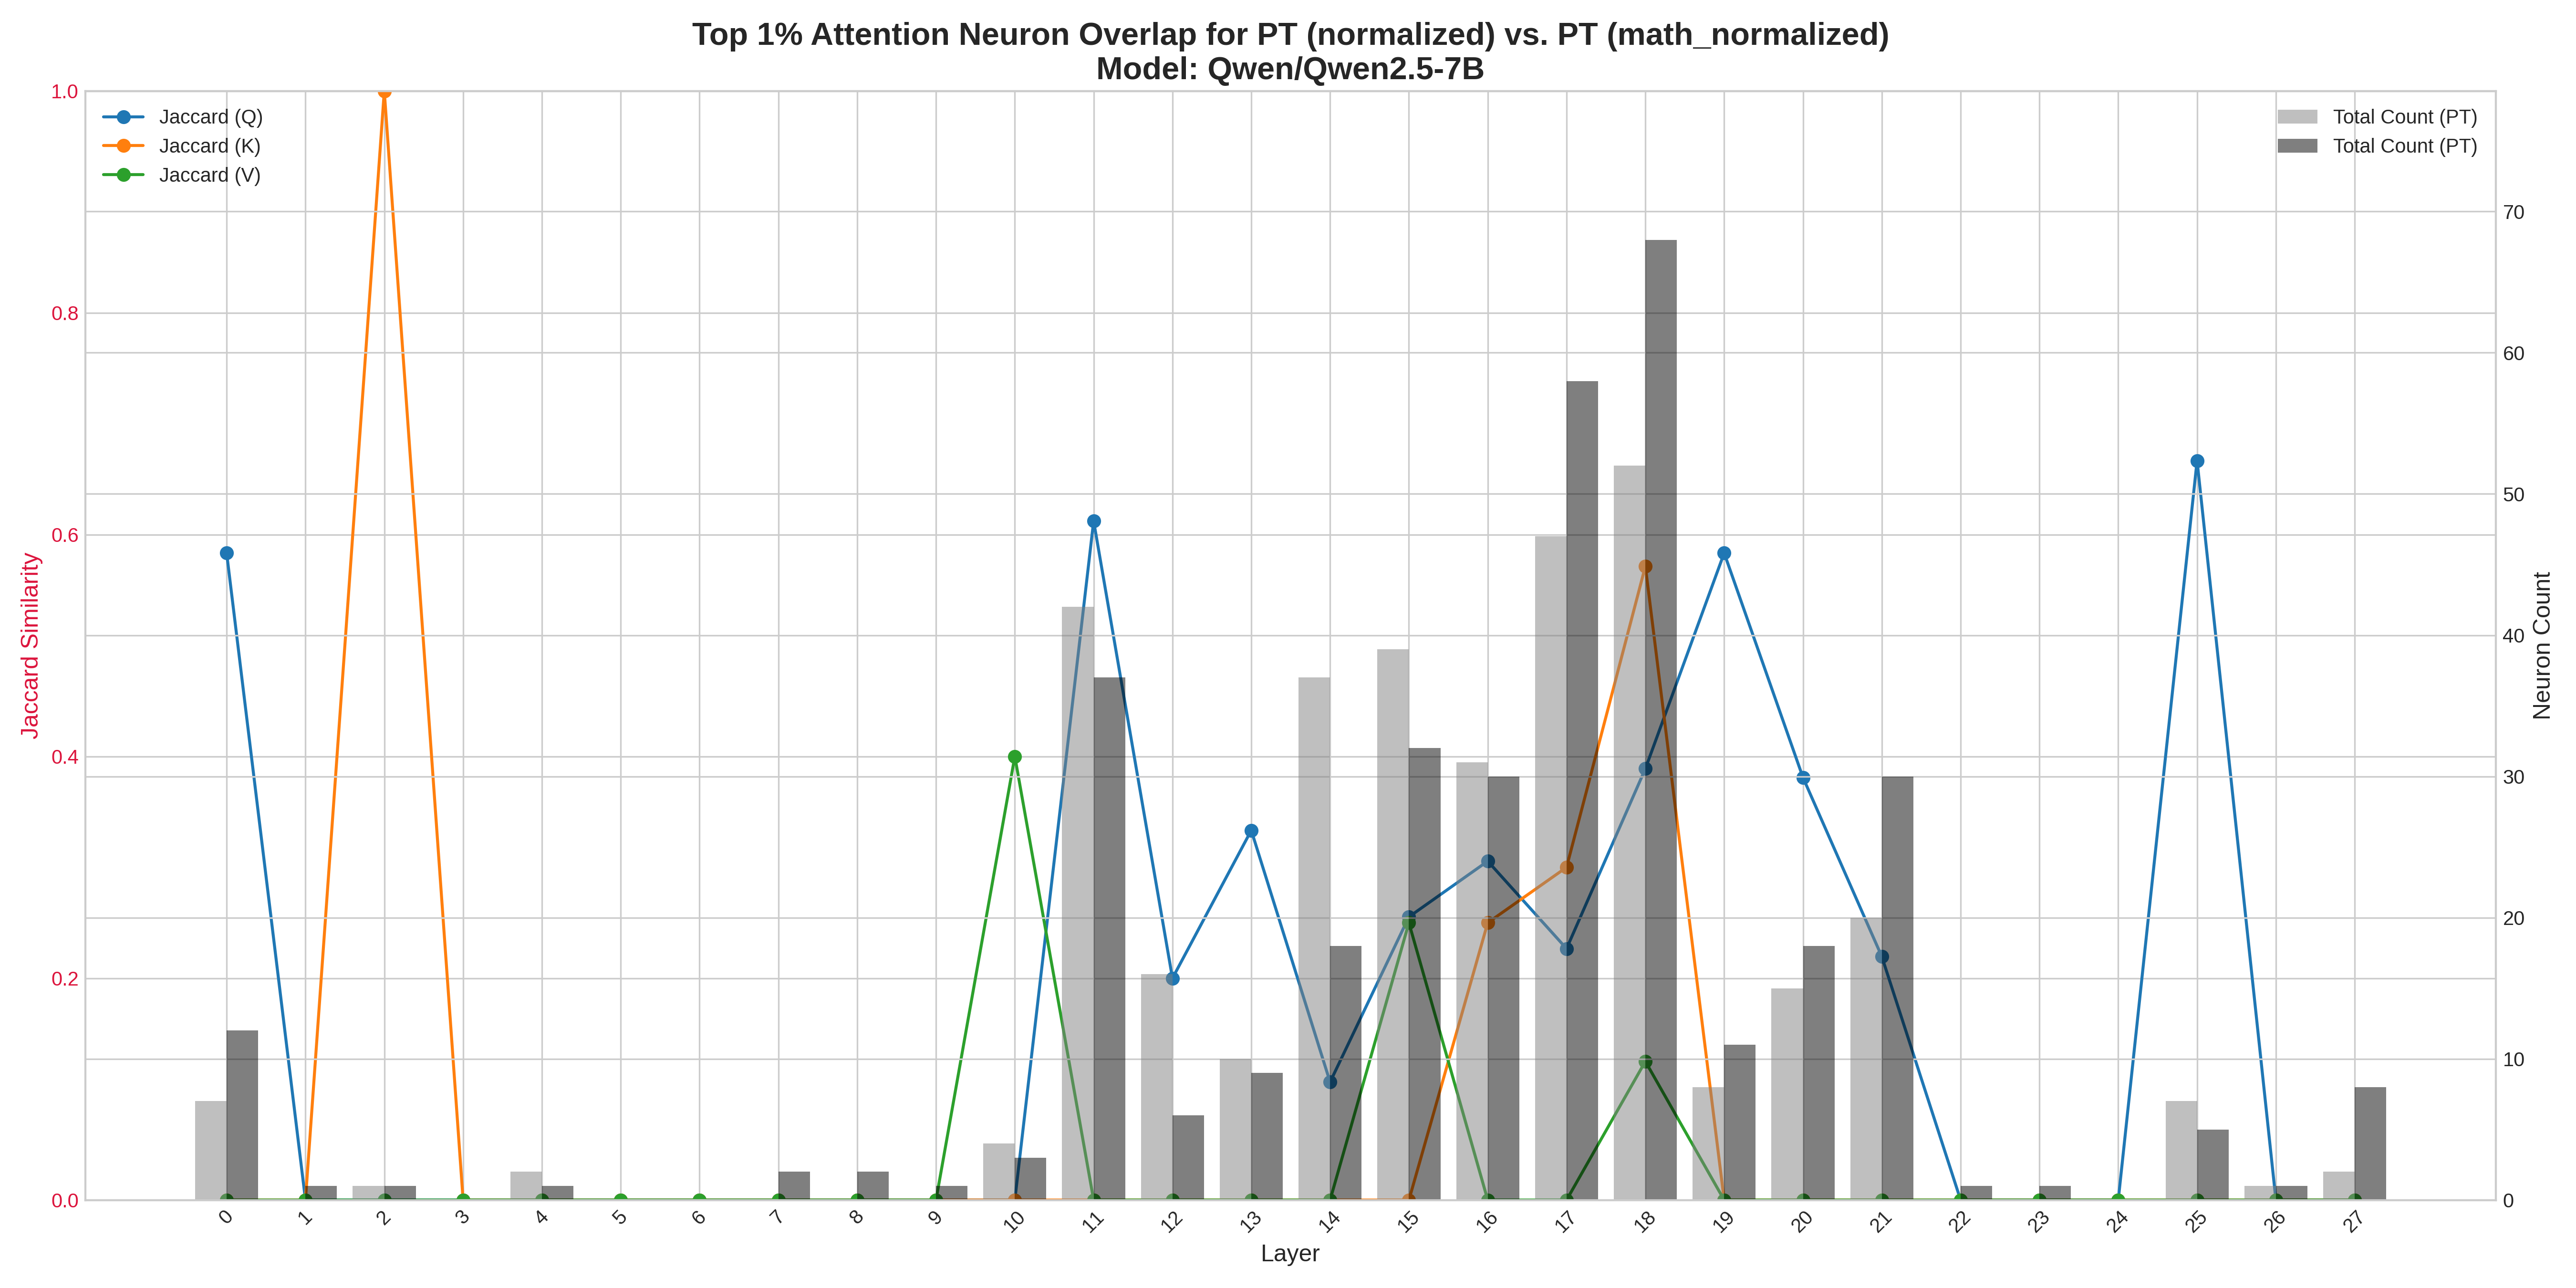 Top 1% Attention Neuron Overlap for PT (normalized) vs. PT (math_normalized)
Model: Qwen/Qwen2.5-7B
Jaccard (Q)
Jaccard (K)
Jaccard (V)
Total Count (PT)
Total Count (PT)
Jaccard Similarity
1.0
0.8
0.6
0.4
0.2
0.0
Neuron Count
70
60
50
40
30
20
10
0
0 1 2 3 4 5 6 7 8 9 10 11 12 13 14 15 16 17 18 19 20 21 22 23 24 25 26 27
Layer